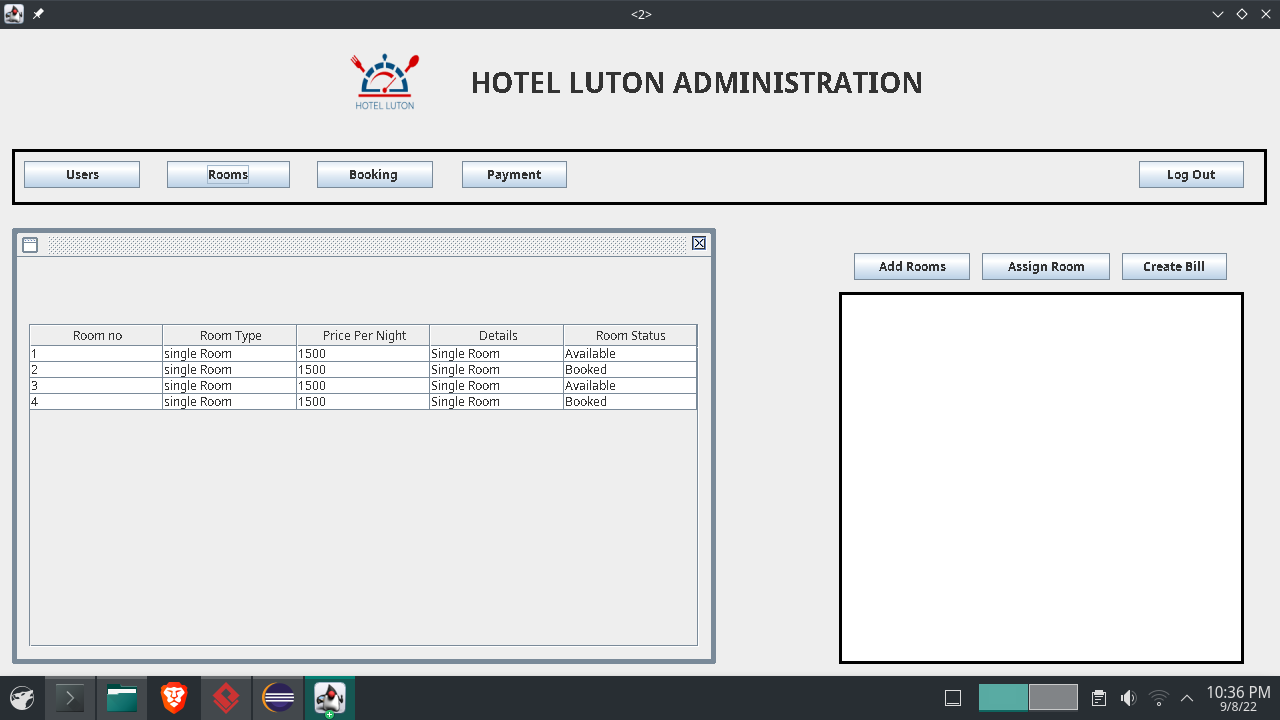 <2>
HOTEL LUTON
HOTEL LUTON ADMINISTRATION
Users Rooms Booking Payment Log Out
Add Rooms Assign Room Create Bill
Room no Room Type Price Per Night Details Room Status
1 single Room 1500 Single Room Available
2 single Room 1500 Single Room Booked
3 single Room 1500 Single Room Available
4 single Room 1500 Single Room Booked
10:36 PM
9/8/22